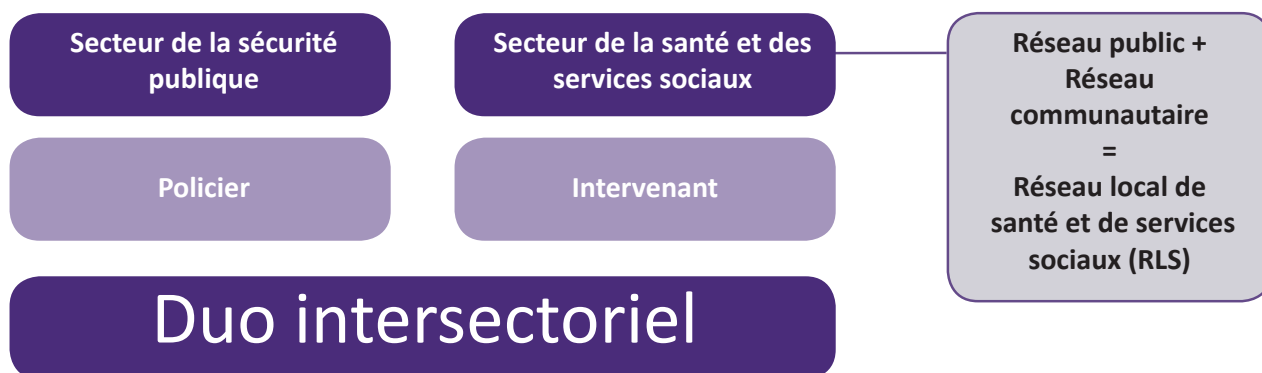 Secteur de la sécurité
publique
Secteur de la santé et des
services sociaux
Réseau public +
Réseau
communautaire
=
Réseau local de
santé et de services
sociaux (RLS)
Policier
Intervenant
Duo intersectoriel